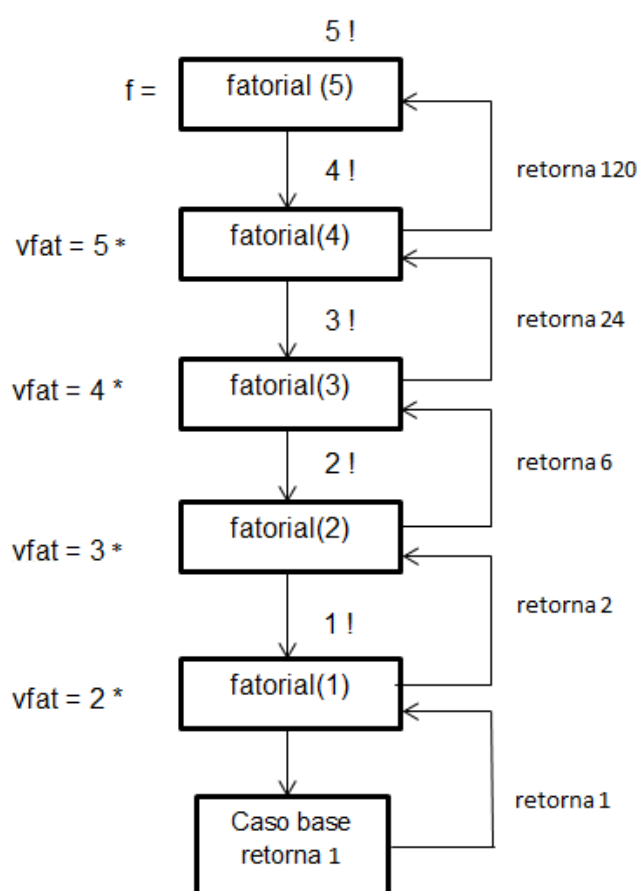 5 !
f =
fatorial (5)
4 !
retorna 120
vfat = 5 *
fatorial(4)
3 !
retorna 24
vfat = 4 *
fatorial(3)
2 !
retorna 6
vfat = 3 *
fatorial(2)
1 !
retorna 2
vfat = 2 *
fatorial(1)
Caso base
retorna 1
retorna 1